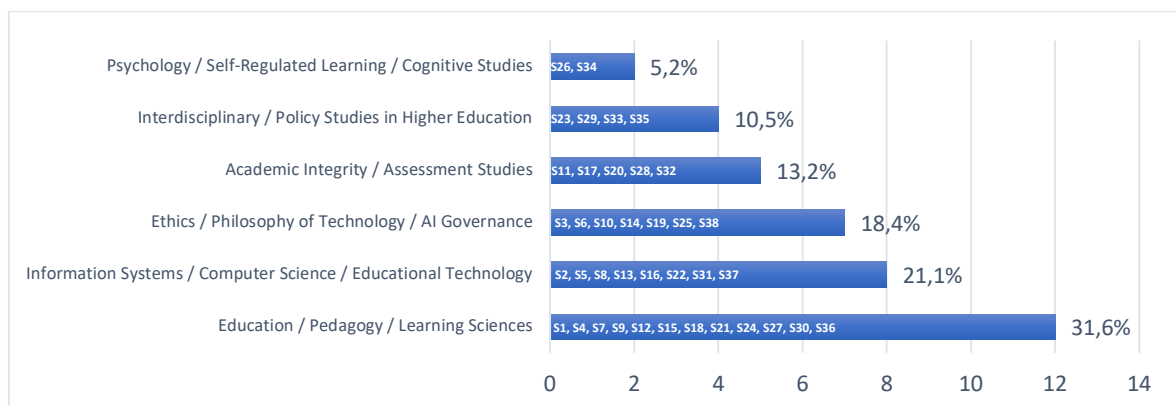 Psychology / Self-Regulated Learning / Cognitive Studies
S26, S34
5,2%
Interdisciplinary / Policy Studies in Higher Education
S23, S29, S33, S35
10,5%
Academic Integrity / Assessment Studies
S11, S17, S20, S28, S32
13,2%
Ethics / Philosophy of Technology / AI Governance
S3, S6, S10, S14, S19, S25, S38
18,4%
Information Systems / Computer Science / Educational Technology
S2, S5, S8, S13, S16, S22, S31, S37
21,1%
Education / Pedagogy / Learning Sciences
S1, S4, S7, S9, S12, S15, S18, S21, S24, S27, S30, S36
31,6%
0 2 4 6 8 10 12 14